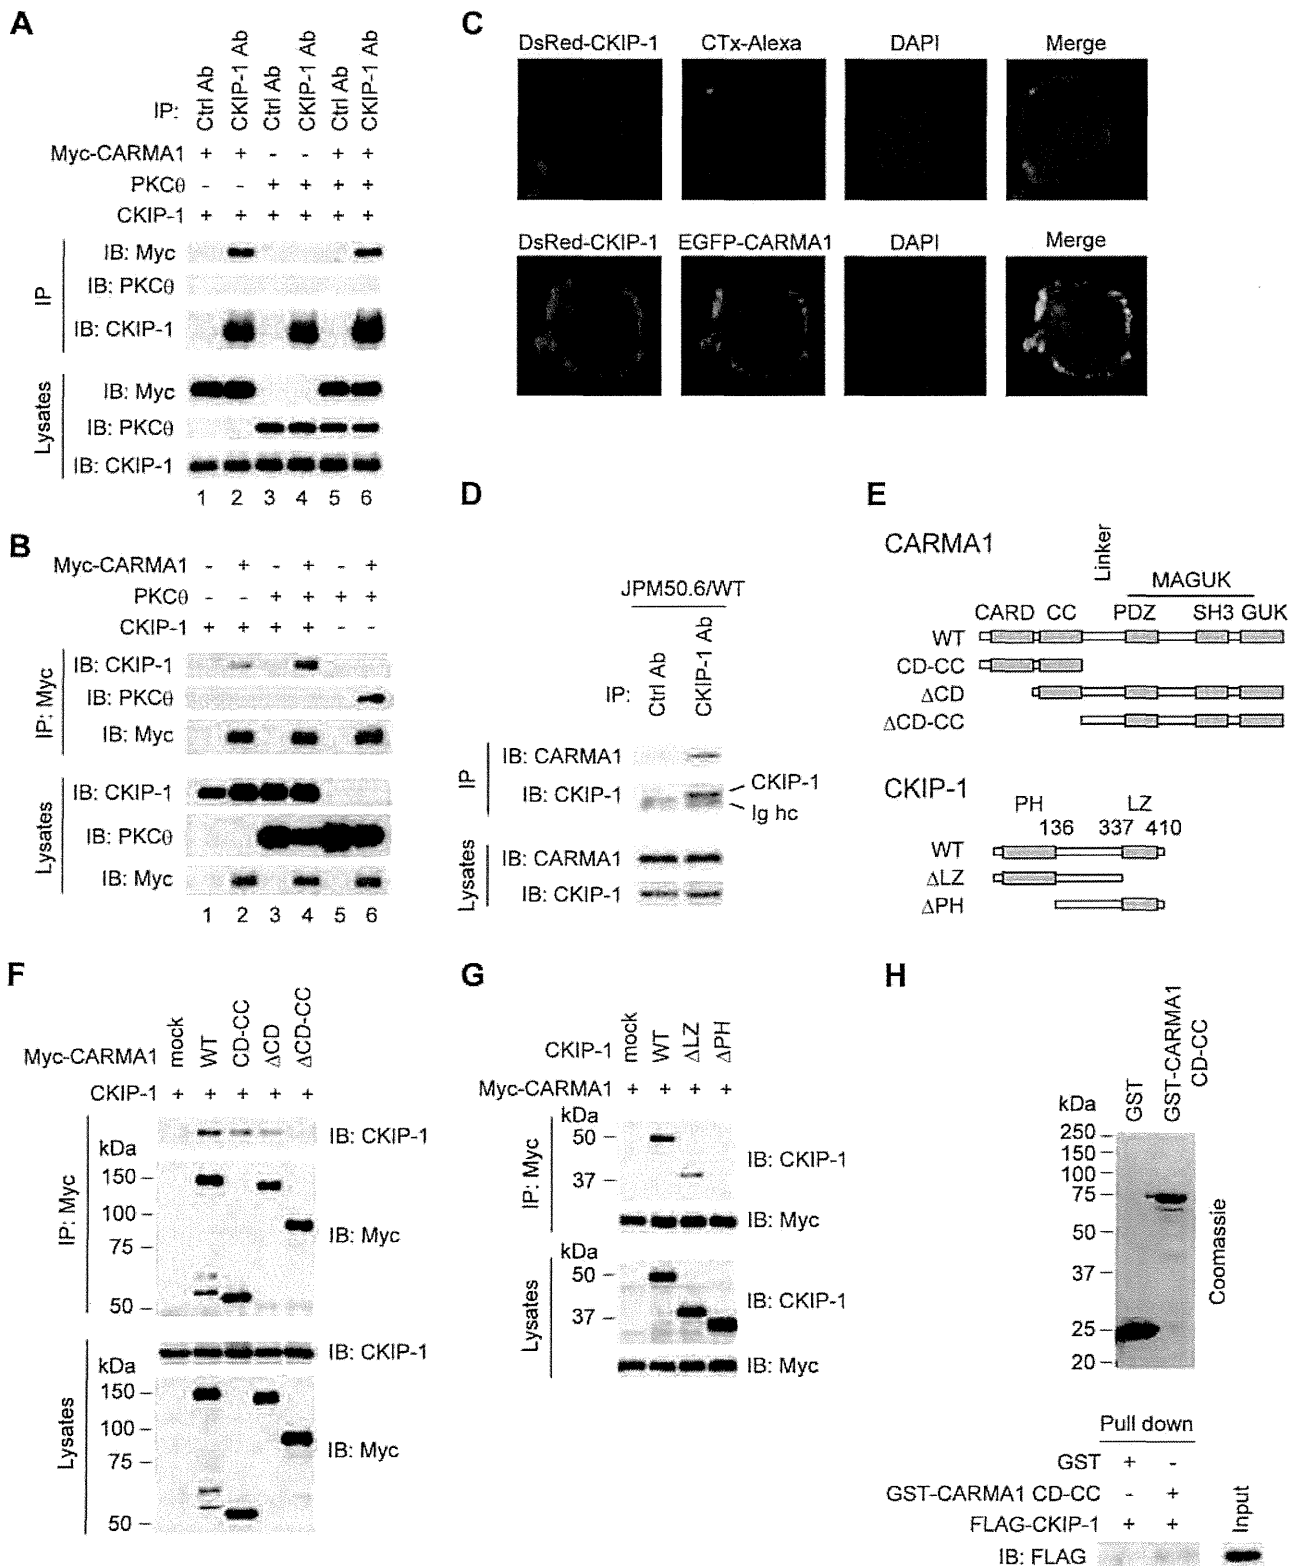 A
IP: Ctrl Ab CKIP-1 Ab Ctrl Ab CKIP-1 Ab Ctrl Ab CKIP-1 Ab
Myc-CARMA1 + + - - + +
PKCθ - - + + + +
CKIP-1 + + + + + +
IP
IB: Myc
IB: PKCθ
IB: CKIP-1
Lysates
IB: Myc
IB: PKCθ
IB: CKIP-1
1 2 3 4 5 6
B
Myc-CARMA1 - + - + - +
PKCθ - - + + + +
CKIP-1 + + + + - -
IP: Myc
IB: CKIP-1
IB: PKCθ
IB: Myc
Lysates
IB: CKIP-1
IB: PKCθ
IB: Myc
1 2 3 4 5 6
C
DsRed-CKIP-1 CTx-Alexa DAPI Merge
DsRed-CKIP-1 EGFP-CARMA1 DAPI Merge
D
JPM50.6/WT
IP: Ctrl Ab CKIP-1 Ab
IP
IB: CARMA1
IB: CKIP-1
CKIP-1
Ig hc
Lysates
IB: CARMA1
IB: CKIP-1
E
CARMA1
Linker
MAGUK
CARD CC PDZ SH3 GUK
WT
CD-CC
ΔCD
ΔCD-CC
CKIP-1
PH LZ
136 337 410
WT
ΔLZ
ΔPH
F
Myc-CARMA1 mock WT CD-CC ΔCD ΔCD-CC
CKIP-1 + + + + +
IP: Myc
IB: CKIP-1
kDa
150
100
75
50
IB: Myc
Lysates
IB: CKIP-1
kDa
150
100
75
50
IB: Myc
G
CKIP-1 mock WT ΔLZ ΔPH
Myc-CARMA1 + + + +
IP: Myc
kDa
50
37
IB: CKIP-1
IB: Myc
Lysates
kDa
50
37
IB: CKIP-1
IB: Myc
H
GST GST-CARMA1 CD-CC
kDa
250
150
100
75
50
37
25
20
Coomassie
Pull down
GST + -
GST-CARMA1 CD-CC - +
FLAG-CKIP-1 + + Input
IB: FLAG